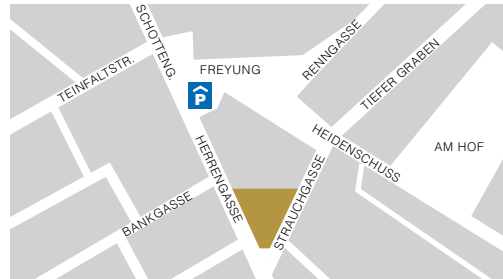 SCHOTTENG.
TEINFALTSTR.
FREYUNG
RENNGASSE
TIEFER GRABEN
P
HEIDENSCHUSS
AM HOF
HERRENGASSE
STRAUCHGASSE
BANKGASSE